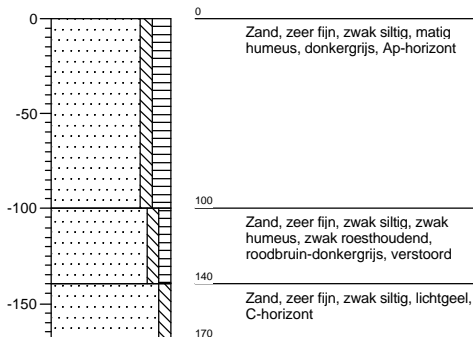 0
0
Zand, zeer fijn, zwak siltig, matig
humeus, donkergrijs, Ap-horizont
-50
-100
100
Zand, zeer fijn, zwak siltig, zwak
humeus, zwak roesthoudend,
roodbruin-donkergrijs, verstoord
140
Zand, zeer fijn, zwak siltig, lichtgeel,
C-horizont
-150
170